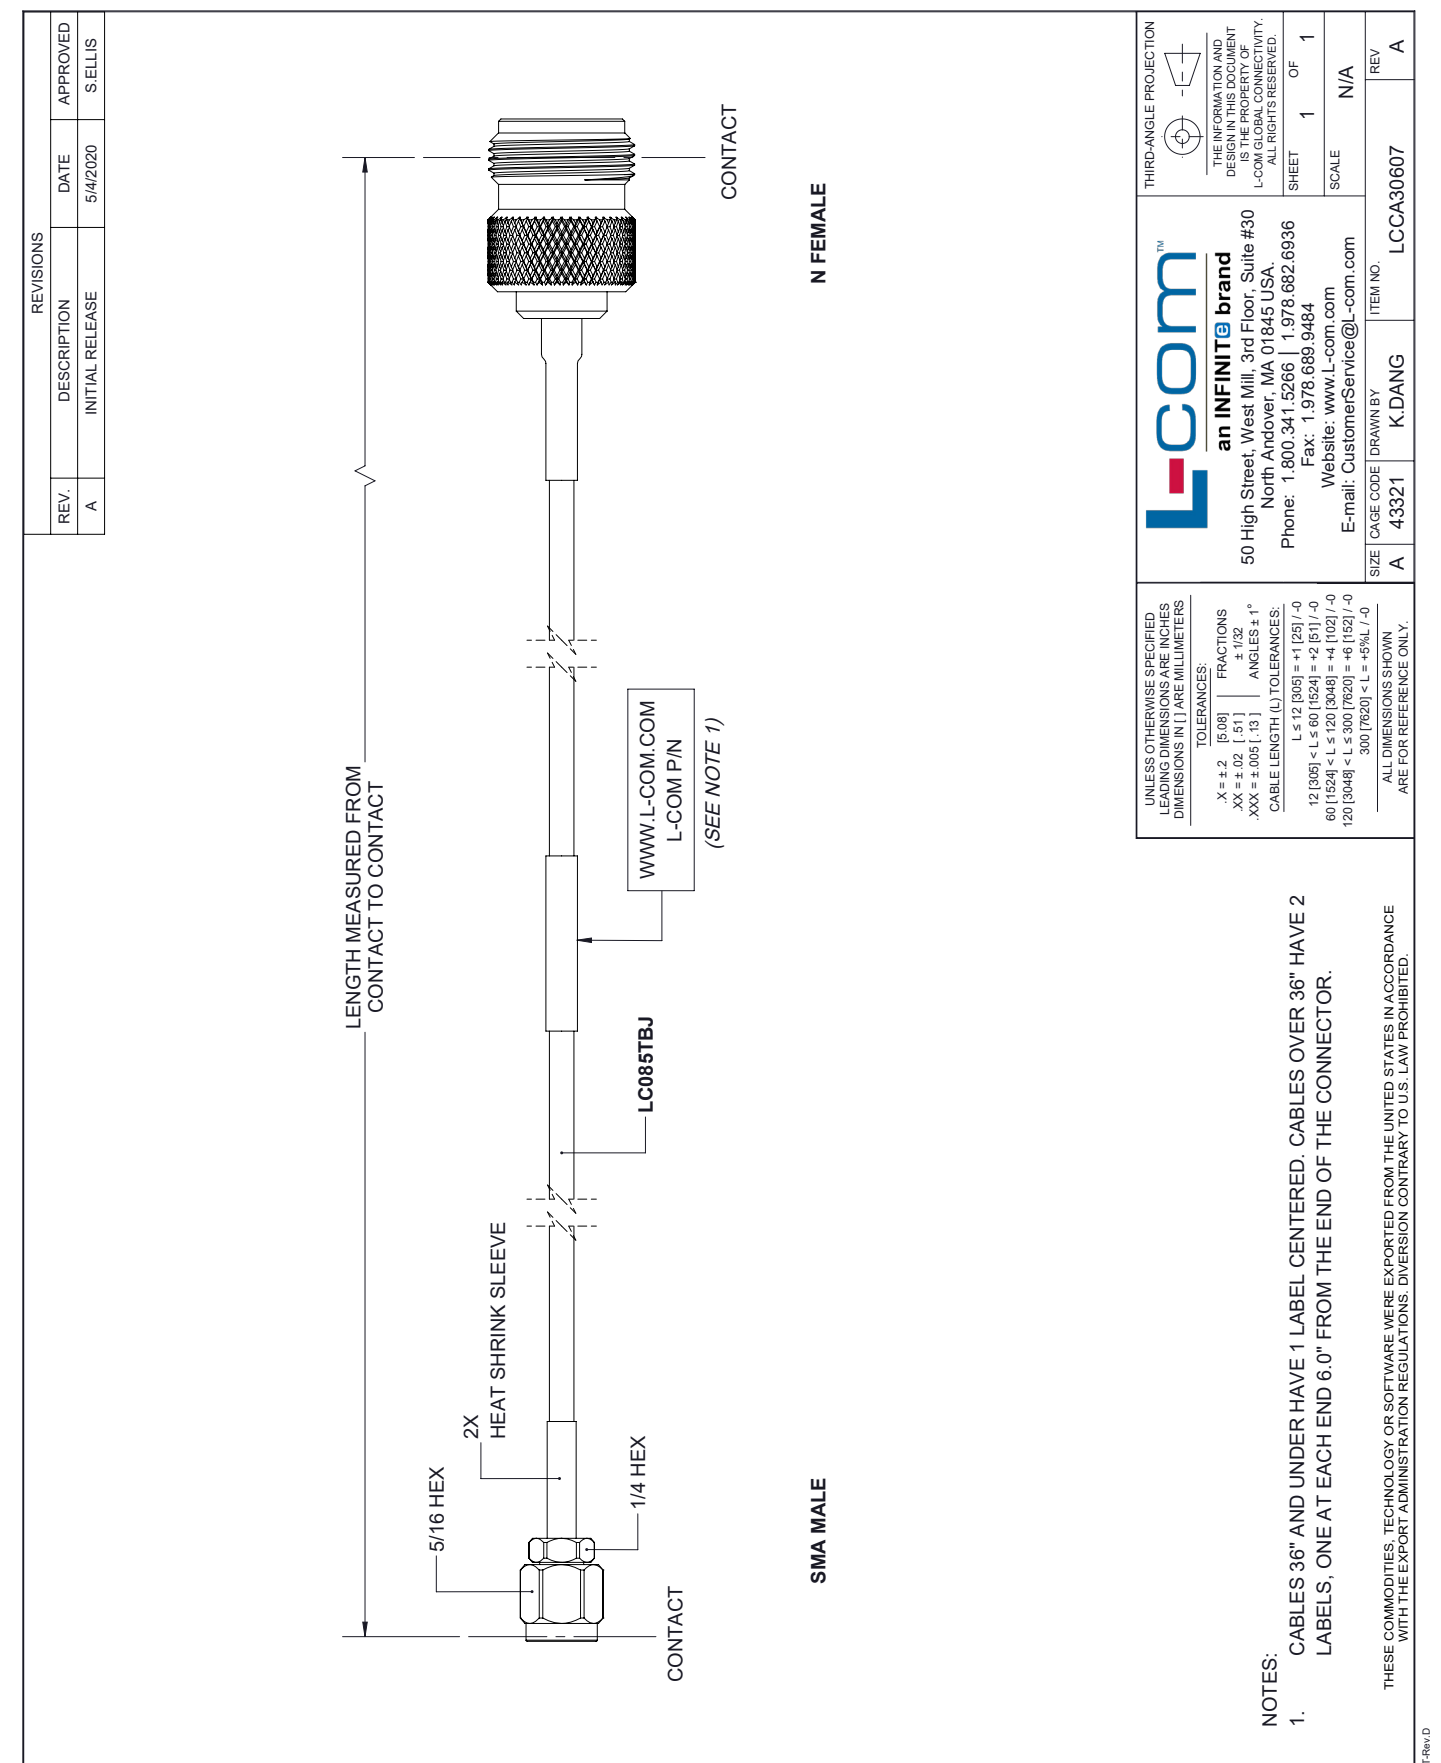 REVISIONS
REV. DESCRIPTION DATE APPROVED
A INITIAL RELEASE 5/4/2020 S.ELLIS
LENGTH MEASURED FROM
CONTACT TO CONTACT
5/16 HEX
2X
HEAT SHRINK SLEEVE
1/4 HEX
CONTACT
LC085TBJ
WWW.L-COM.COM
L-COM P/N
(SEE NOTE 1)
CONTACT
SMA MALE
N FEMALE
NOTES:
1. CABLES 36" AND UNDER HAVE 1 LABEL CENTERED. CABLES OVER 36" HAVE 2
LABELS, ONE AT EACH END 6.0" FROM THE END OF THE CONNECTOR.
THESE COMMODITIES, TECHNOLOGY OR SOFTWARE WERE EXPORTED FROM THE UNITED STATES IN ACCORDANCE
WITH THE EXPORT ADMINISTRATION REGULATIONS. DIVERSION CONTRARY TO U.S. LAW PROHIBITED.
UNLESS OTHERWISE SPECIFIED
LEADING DIMENSIONS ARE INCHES
DIMENSIONS IN [ ] ARE MILLIMETERS
TOLERANCES:
.X = ±.2 [5.08] FRACTIONS
.XX = ±.02 [.51 ] ± 1/32
.XXX = ±.005 [.13 ] ANGLES ± 1°
CABLE LENGTH (L) TOLERANCES:
L ≤ 12 [305] = +1 [25] / -0
12 [305] < L ≤ 60 [1524] = +2 [51] / -0
60 [1524] < L ≤ 120 [3048] = +4 [102] / -0
120 [3048] < L ≤ 300 [7620] = +6 [152] / -0
300 [7620] < L = +5%L / -0
ALL DIMENSIONS SHOWN
ARE FOR REFERENCE ONLY.
L-com™
an INFINITe brand
50 High Street, West Mill, 3rd Floor, Suite #30
North Andover, MA 01845 USA.
Phone: 1.800.341.5266 | 1.978.682.6936
Fax: 1.978.689.9484
Website: www.L-com.com
E-mail: CustomerService@L-com.com
THIRD-ANGLE PROJECTION
THE INFORMATION AND
DESIGN IN THIS DOCUMENT
IS THE PROPERTY OF
L-COM GLOBAL CONNECTIVITY.
ALL RIGHTS RESERVED.
SHEET 1 OF 1
SCALE N/A
SIZE A
CAGE CODE 43321
DRAWN BY K.DANG
ITEM NO. LCCA30607
REV A
T-Rev.D